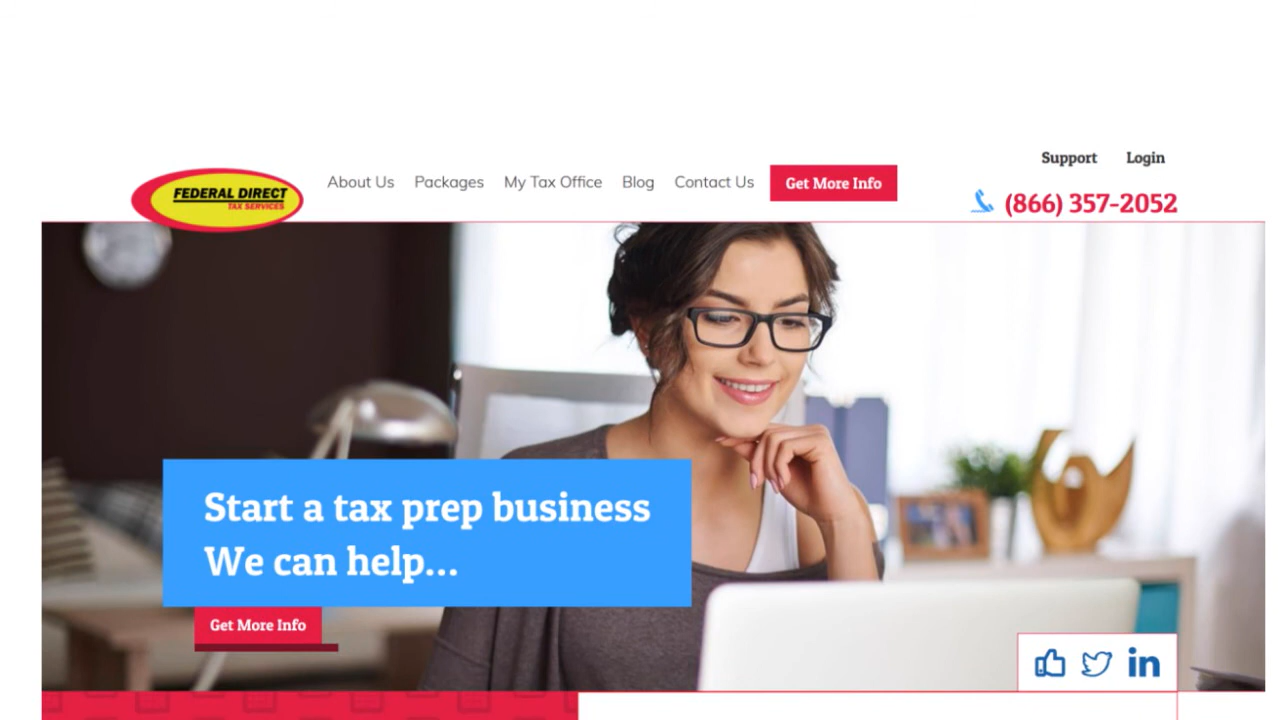 Support Login
FEDERAL DIRECT
TAX SERVICES
About Us Packages My Tax Office Blog Contact Us Get More Info
(866) 357-2052
Start a tax prep business
We can help...
Get More Info
in